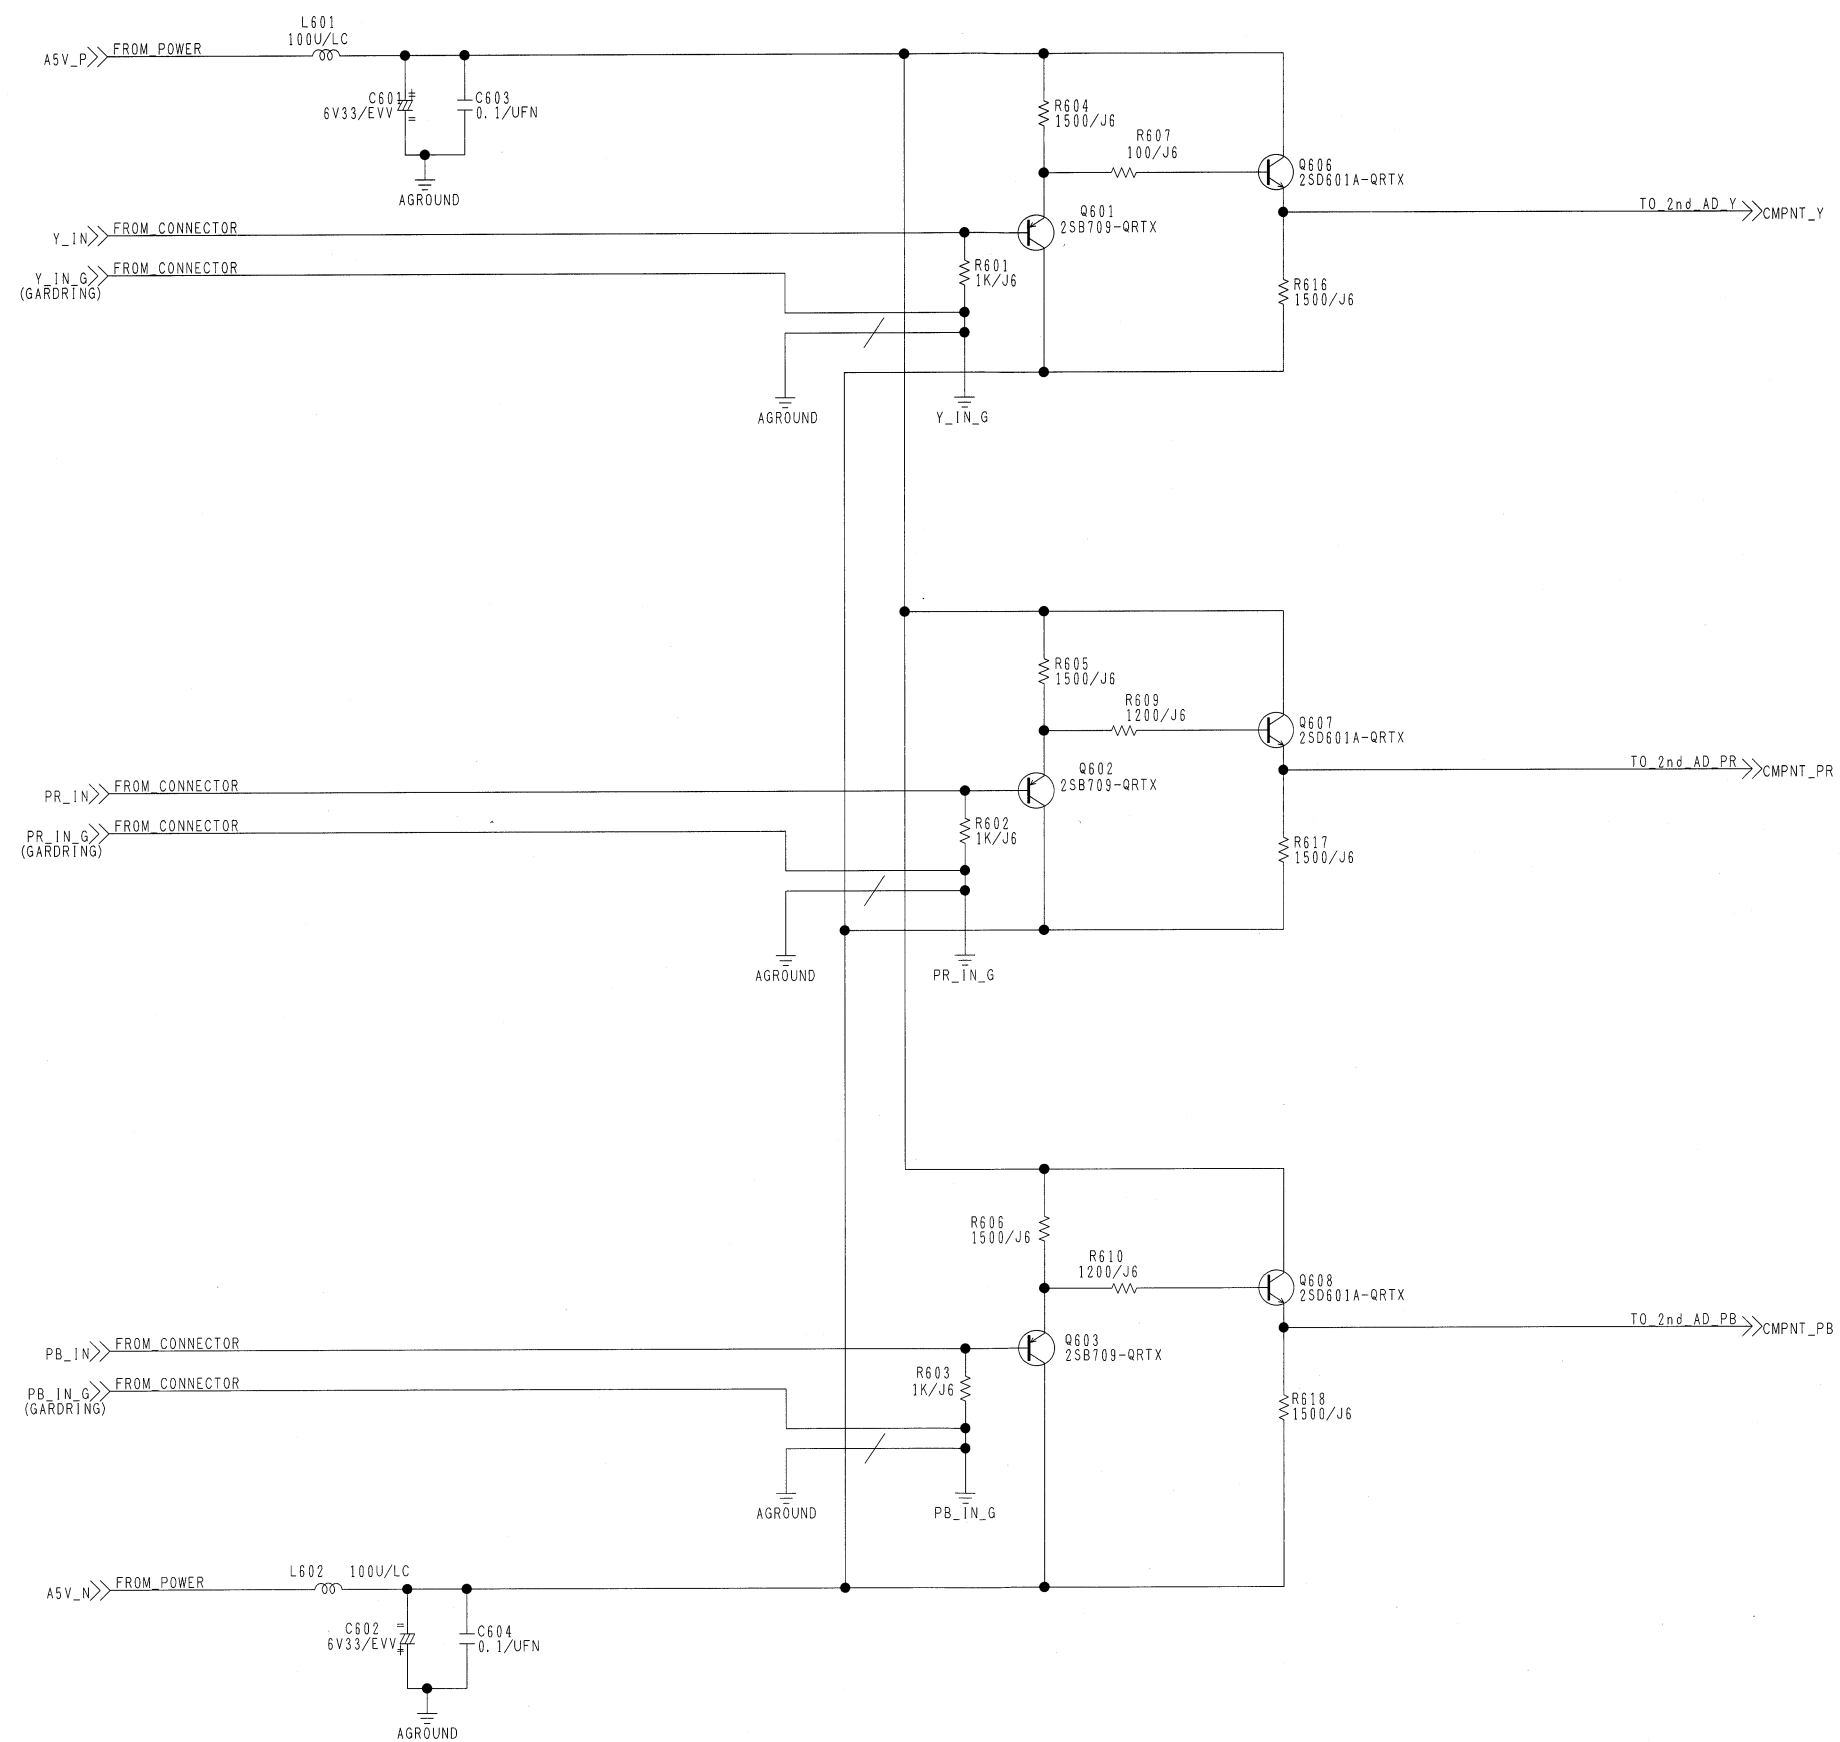 L601
100U/LC
A5V_P
FROM_POWER
C601
6V33/EVV
+
=
C603
0.1/UFN
AGROUND
R604
1500/J6
R607
100/J6
Q606
2SD601A-QRTX
TO_2nd_AD_Y
CMPNT_Y
Q601
2SB709-QRTX
Y_IN
FROM_CONNECTOR
Y_IN_G
(GARDRING)
FROM_CONNECTOR
R601
1K/J6
R616
1500/J6
AGROUND
Y_IN_G
R605
1500/J6
R609
1200/J6
Q607
2SD601A-QRTX
TO_2nd_AD_PR
CMPNT_PR
Q602
2SB709-QRTX
PR_IN
FROM_CONNECTOR
PR_IN_G
(GARDRING)
FROM_CONNECTOR
R602
1K/J6
R617
1500/J6
AGROUND
PR_IN_G
R606
1500/J6
R610
1200/J6
Q608
2SD601A-QRTX
TO_2nd_AD_PB
CMPNT_PB
Q603
2SB709-QRTX
PB_IN
FROM_CONNECTOR
PB_IN_G
(GARDRING)
FROM_CONNECTOR
R603
1K/J6
R618
1500/J6
AGROUND
PB_IN_G
L602 100U/LC
A5V_N
FROM_POWER
C602
6V33/EVV
=
+
C604
0.1/UFN
AGROUND